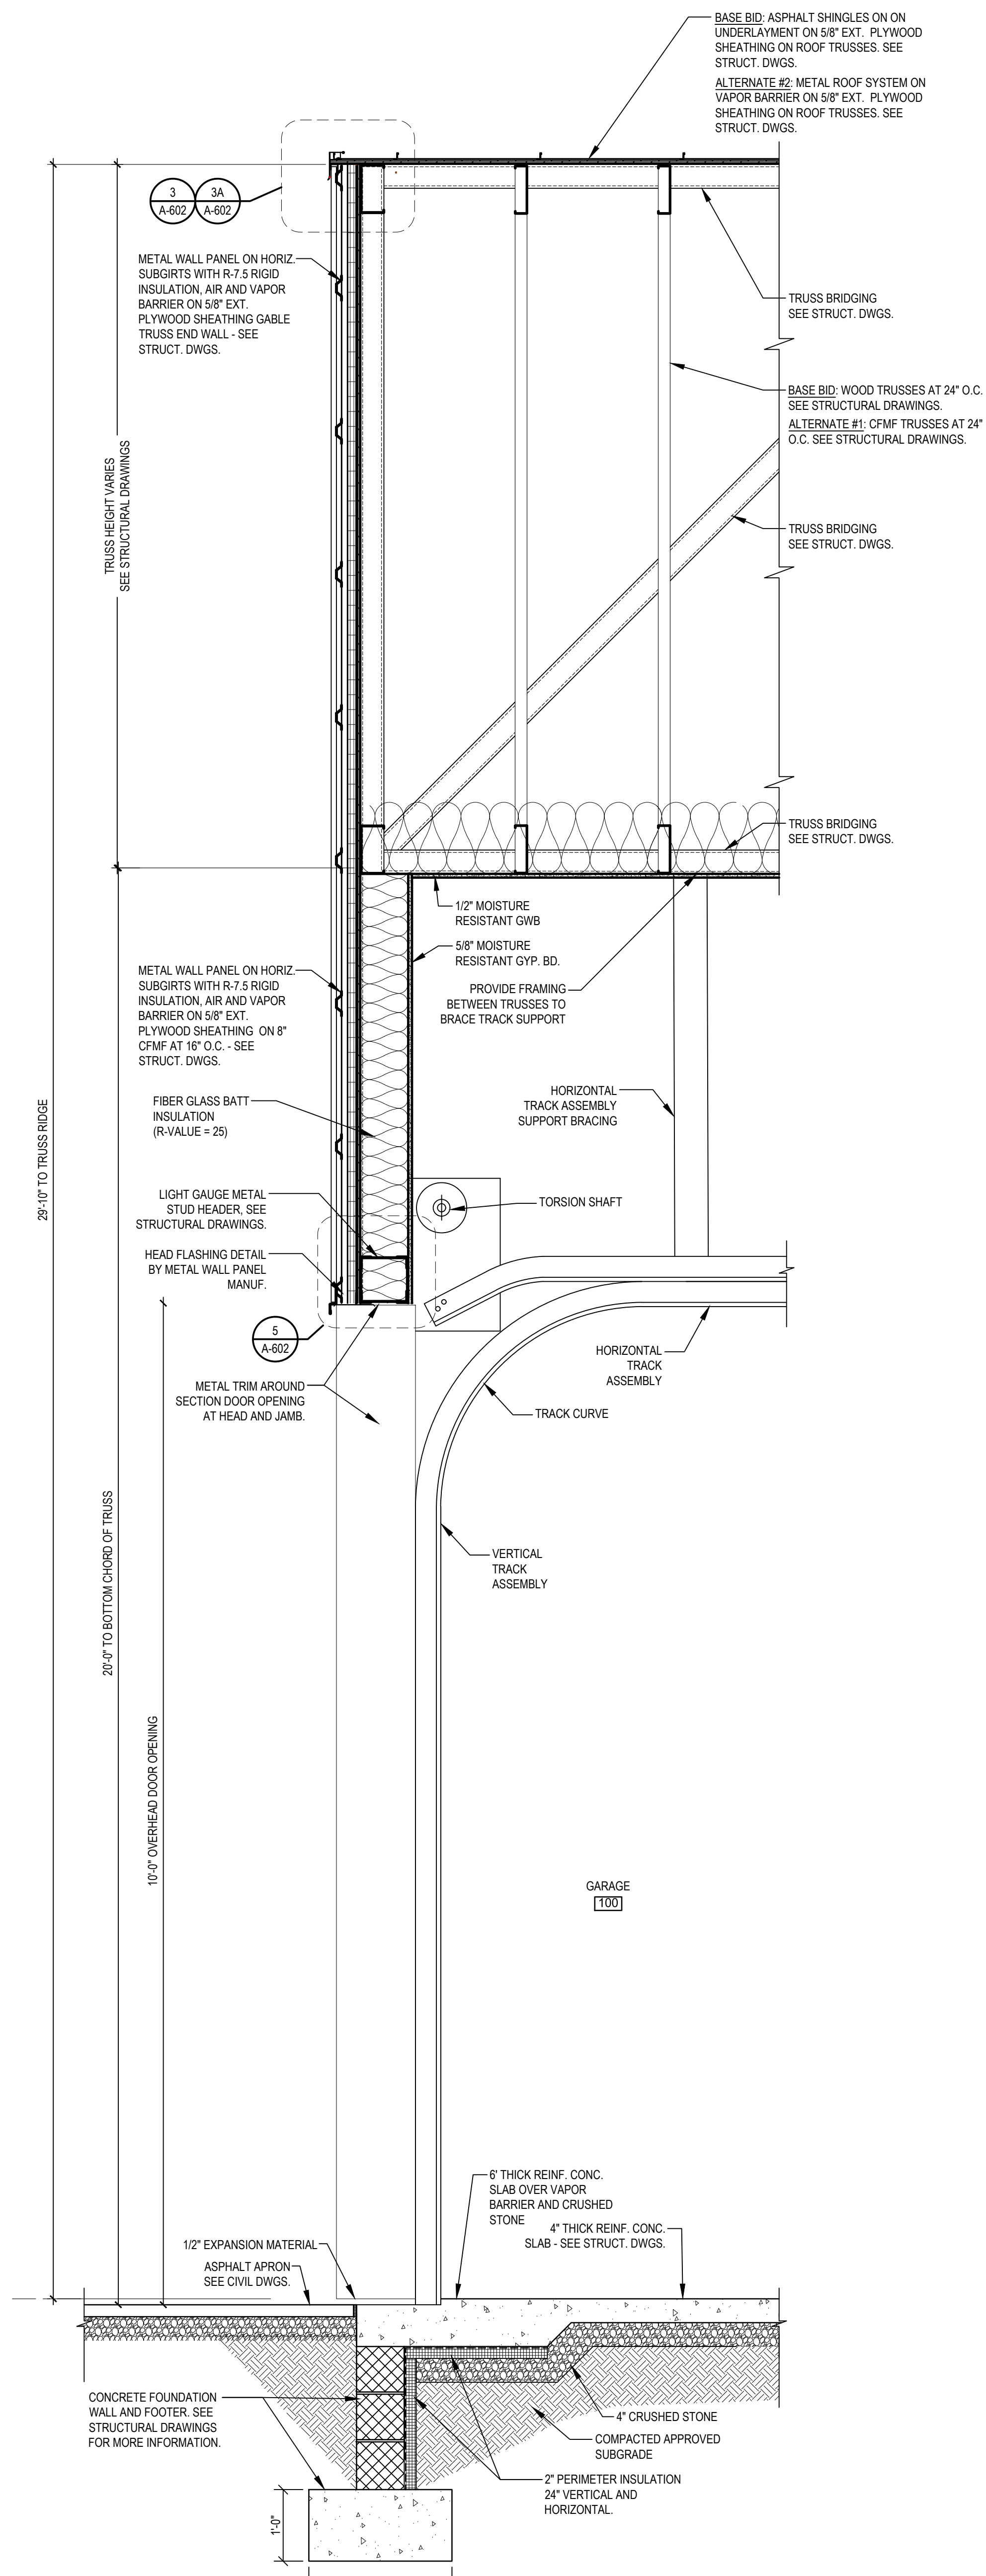 BASE BID: ASPHALT SHINGLES ON ON
UNDERLAYMENT ON 5/8" EXT. PLYWOOD
SHEATHING ON ROOF TRUSSES. SEE
STRUCT. DWGS.
ALTERNATE #2: METAL ROOF SYSTEM ON
VAPOR BARRIER ON 5/8" EXT. PLYWOOD
SHEATHING ON ROOF TRUSSES. SEE
STRUCT. DWGS.
3
A-602
3A
A-602
METAL WALL PANEL ON HORIZ.
SUBGIRTS WITH R-7.5 RIGID
INSULATION, AIR AND VAPOR
BARRIER ON 5/8" EXT.
PLYWOOD SHEATHING GABLE
TRUSS END WALL - SEE
STRUCT. DWGS.
TRUSS BRIDGING
SEE STRUCT. DWGS.
BASE BID: WOOD TRUSSES AT 24" O.C.
SEE STRUCTURAL DRAWINGS.
ALTERNATE #1: CFMF TRUSSES AT 24"
O.C. SEE STRUCTURAL DRAWINGS.
TRUSS HEIGHT VARIES
SEE STRUCTURAL DRAWINGS
TRUSS BRIDGING
SEE STRUCT. DWGS.
TRUSS BRIDGING
SEE STRUCT. DWGS.
1/2" MOISTURE
RESISTANT GWB
5/8" MOISTURE
RESISTANT GYP. BD.
PROVIDE FRAMING
BETWEEN TRUSSES TO
BRACE TRACK SUPPORT
METAL WALL PANEL ON HORIZ.
SUBGIRTS WITH R-7.5 RIGID
INSULATION, AIR AND VAPOR
BARRIER ON 5/8" EXT.
PLYWOOD SHEATHING ON 8"
CFMF AT 16" O.C. - SEE
STRUCT. DWGS.
HORIZONTAL
TRACK ASSEMBLY
SUPPORT BRACING
FIBER GLASS BATT
INSULATION
(R-VALUE = 25)
29'-10" TO TRUSS RIDGE
LIGHT GAUGE METAL
STUD HEADER, SEE
STRUCTURAL DRAWINGS.
TORSION SHAFT
HEAD FLASHING DETAIL
BY METAL WALL PANEL
MANUF.
5
A-602
HORIZONTAL
TRACK
ASSEMBLY
METAL TRIM AROUND
SECTION DOOR OPENING
AT HEAD AND JAMB.
TRACK CURVE
20'-0" TO BOTTOM CHORD OF TRUSS
VERTICAL
TRACK
ASSEMBLY
10'-0" OVERHEAD DOOR OPENING
GARAGE
100
6' THICK REINF. CONC.
SLAB OVER VAPOR
BARRIER AND CRUSHED
STONE
4" THICK REINF. CONC.
SLAB - SEE STRUCT. DWGS.
1/2" EXPANSION MATERIAL
ASPHALT APRON
SEE CIVIL DWGS.
CONCRETE FOUNDATION
WALL AND FOOTER. SEE
STRUCTURAL DRAWINGS
FOR MORE INFORMATION.
4" CRUSHED STONE
COMPACTED APPROVED
SUBGRADE
2" PERIMETER INSULATION
24" VERTICAL AND
HORIZONTAL.
1'-0"